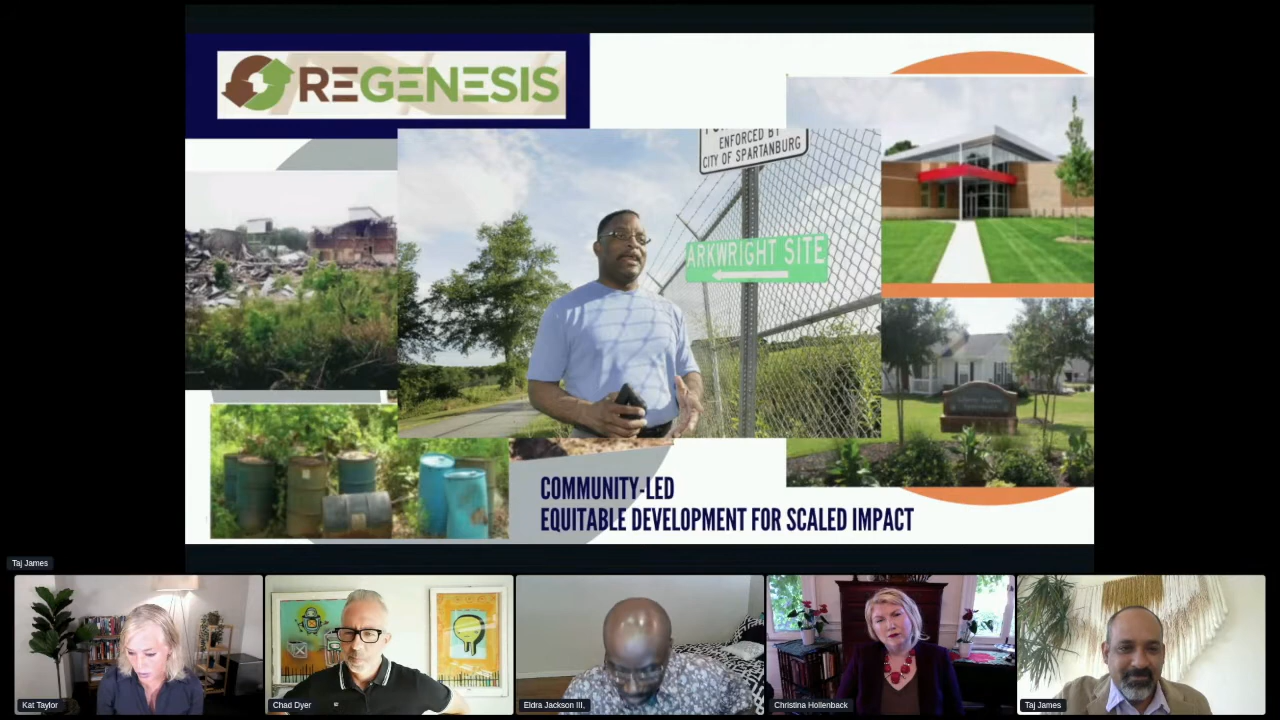 REGENESIS
ENFORCED BY
CITY OF SPARTANBURG
ARKWRIGHT SITE
COMMUNITY-LED
EQUITABLE DEVELOPMENT FOR SCALED IMPACT
Taj James
Kat Taylor
Chad Dyer
Eldra Jackson III.
Christina Hollenback
Taj James